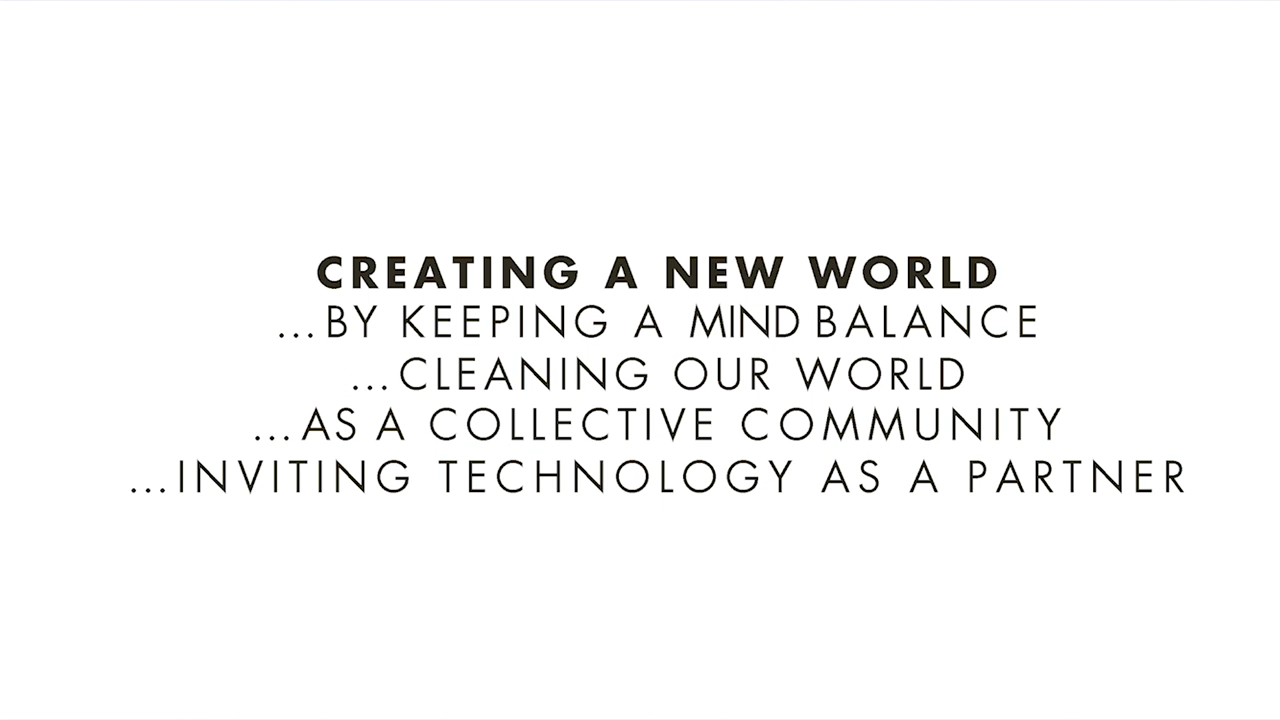 CREATING A NEW WORLD
...BY KEEPING A MIND BALANCE
...CLEANING OUR WORLD
...AS A COLLECTIVE COMMUNITY
...INVITING TECHNOLOGY AS A PARTNER